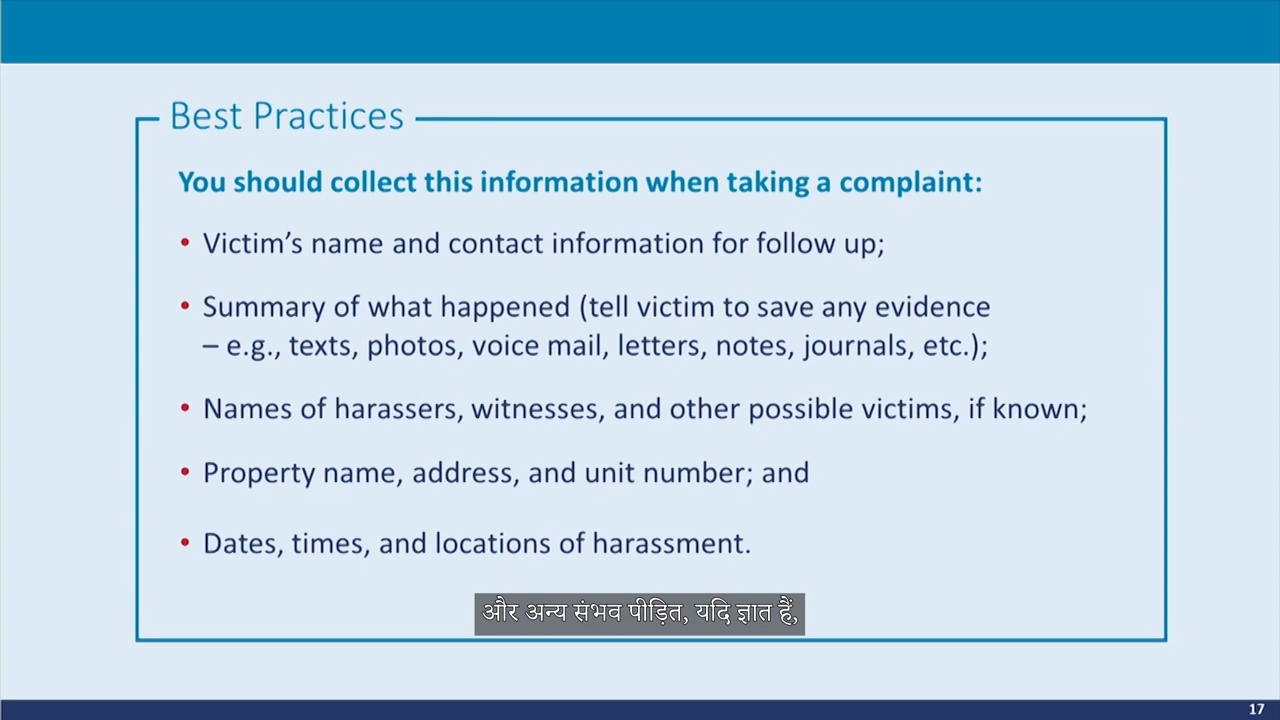 Best Practices
You should collect this information when taking a complaint:
• Victim’s name and contact information for follow up;
• Summary of what happened (tell victim to save any evidence
– e.g., texts, photos, voice mail, letters, notes, journals, etc.);
• Names of harassers, witnesses, and other possible victims, if known;
• Property name, address, and unit number; and
• Dates, times, and locations of harassment.
और अन्य संभव पीड़ित, यदि ज्ञात हैं,
17